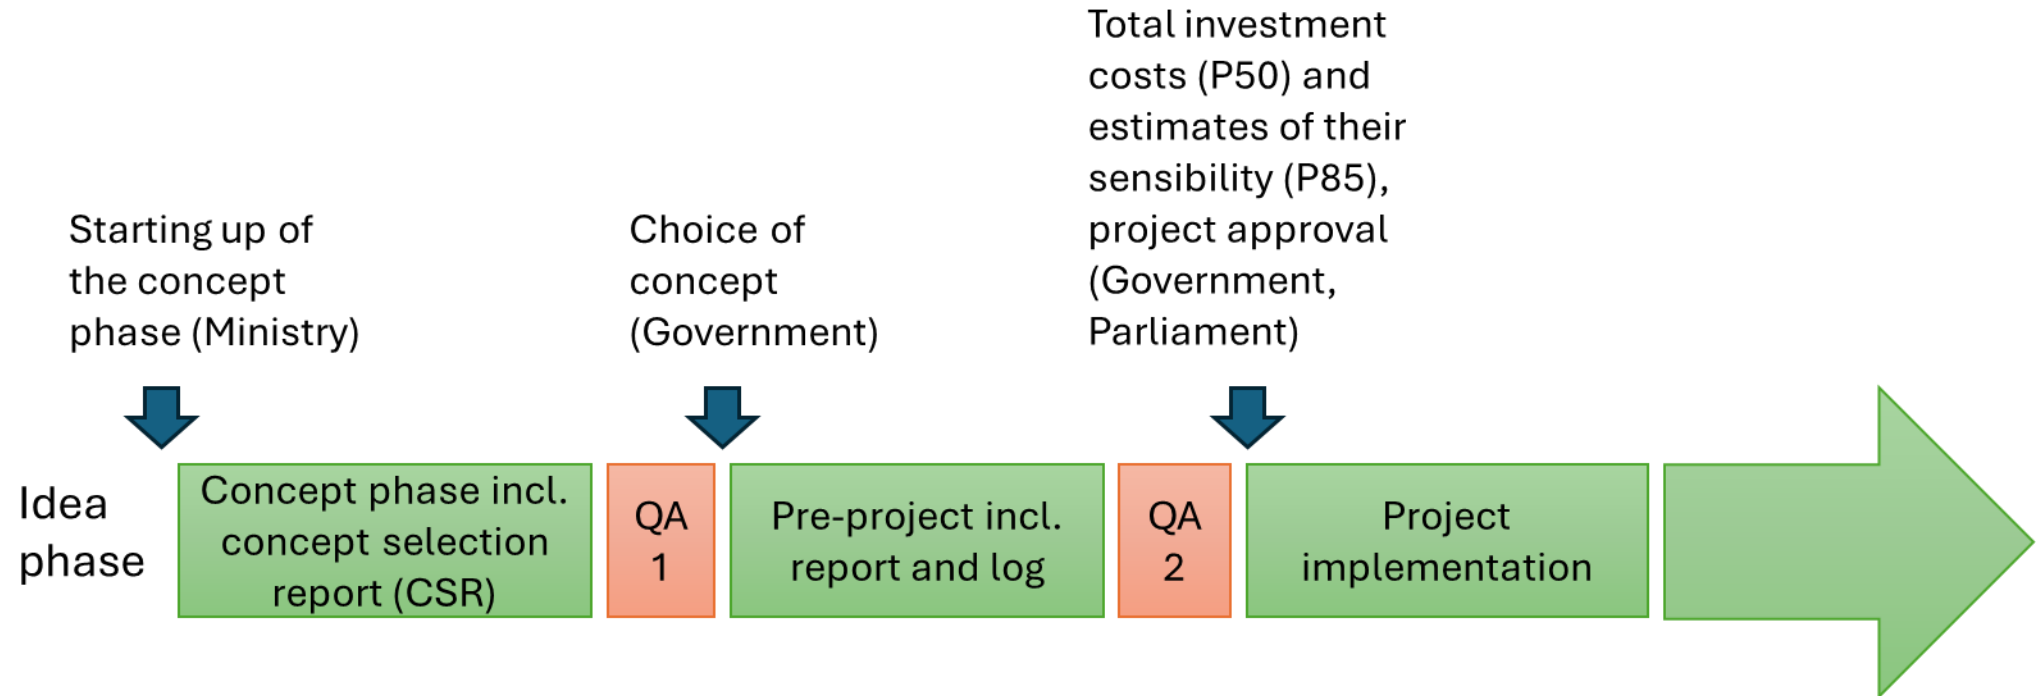 Starting up of
the concept
phase (Ministry)
Choice of
concept
(Government)
Total investment
costs (P50) and
estimates of their
sensibility (P85),
project approval
(Government,
Parliament)
Idea
phase
Concept phase incl.
concept selection
report (CSR)
QA
1
Pre-project incl.
report and log
QA
2
Project
implementation